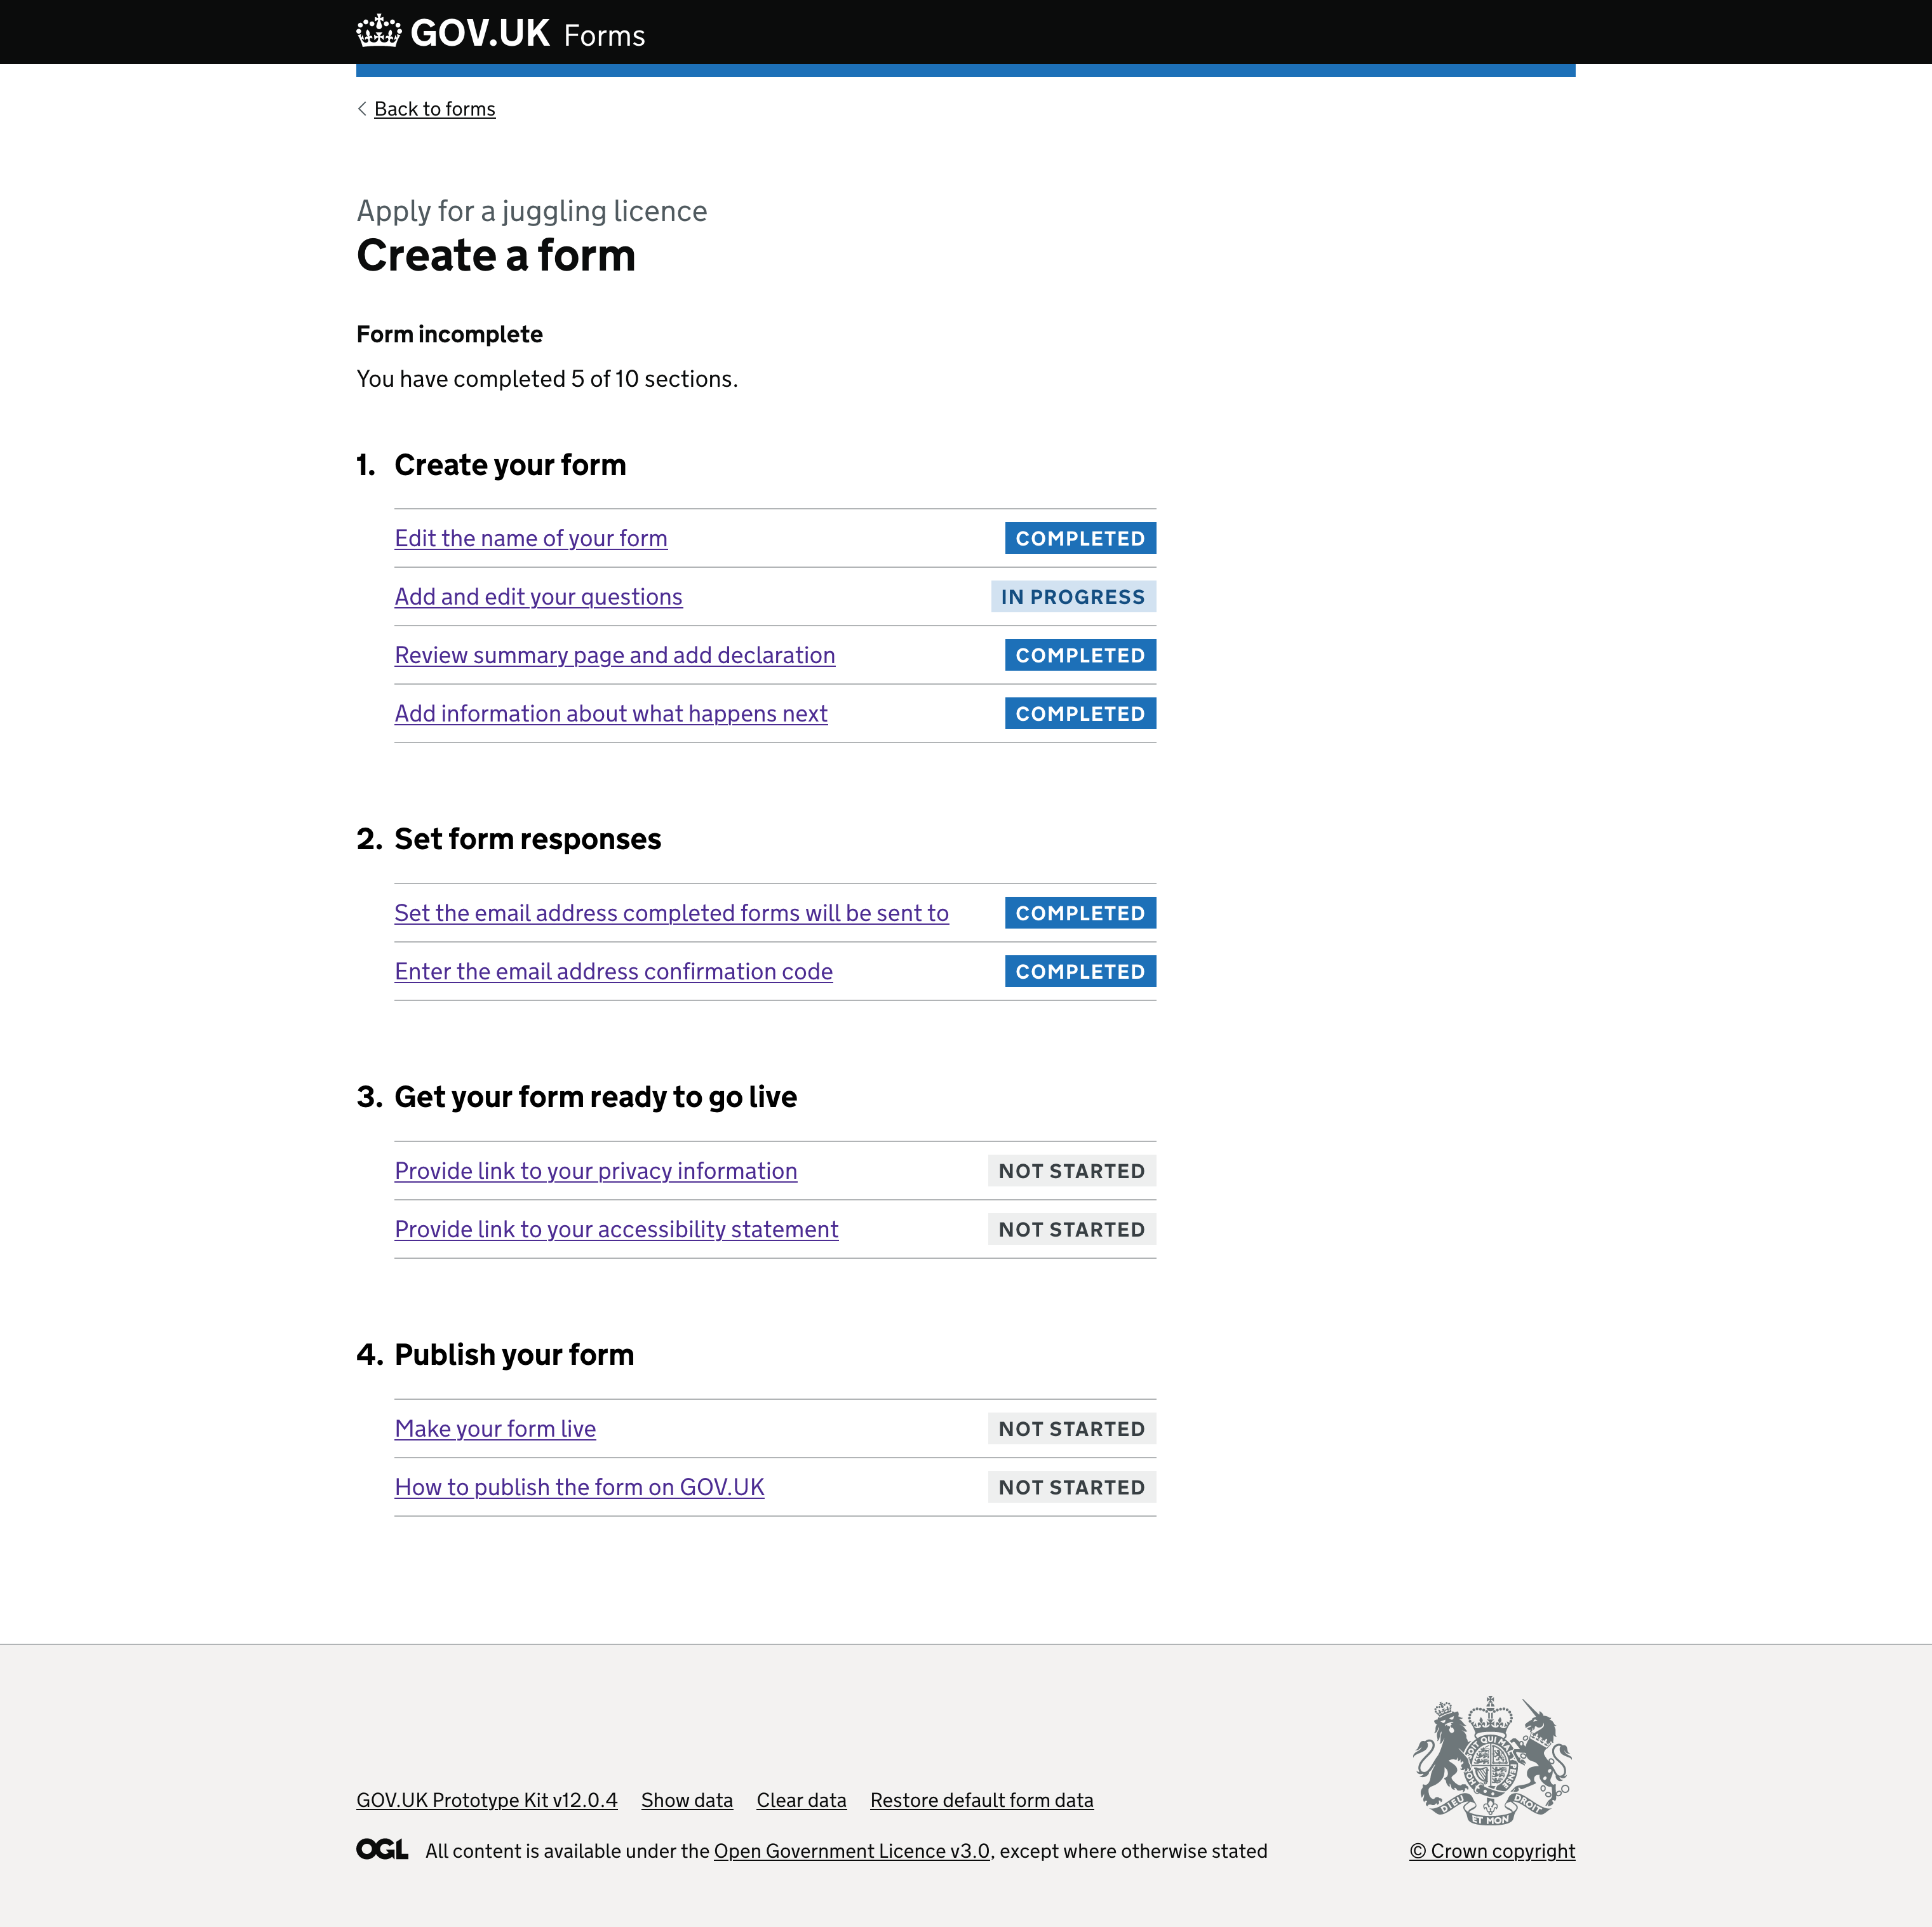 GOV.UK Forms
Back to forms
Apply for a juggling licence
Create a form
Form incomplete
You have completed 5 of 10 sections.
1. Create your form
Edit the name of your form COMPLETED
Add and edit your questions IN PROGRESS
Review summary page and add declaration COMPLETED
Add information about what happens next COMPLETED
2. Set form responses
Set the email address completed forms will be sent to COMPLETED
Enter the email address confirmation code COMPLETED
3. Get your form ready to go live
Provide link to your privacy information NOT STARTED
Provide link to your accessibility statement NOT STARTED
4. Publish your form
Make your form live NOT STARTED
How to publish the form on GOV.UK NOT STARTED
DIEU ET MON DROIT
GOV.UK Prototype Kit v12.0.4 Show data Clear data Restore default form data
OGL All content is available under the Open Government Licence v3.0, except where otherwise stated
© Crown copyright